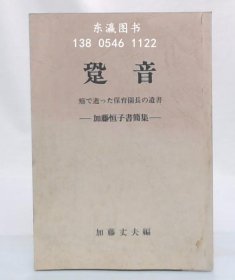 东瀛图书
138 0546 1122
跫音
癌で逝った保育園長の遺書
—加藤恒子書簡集—
加藤丈夫編